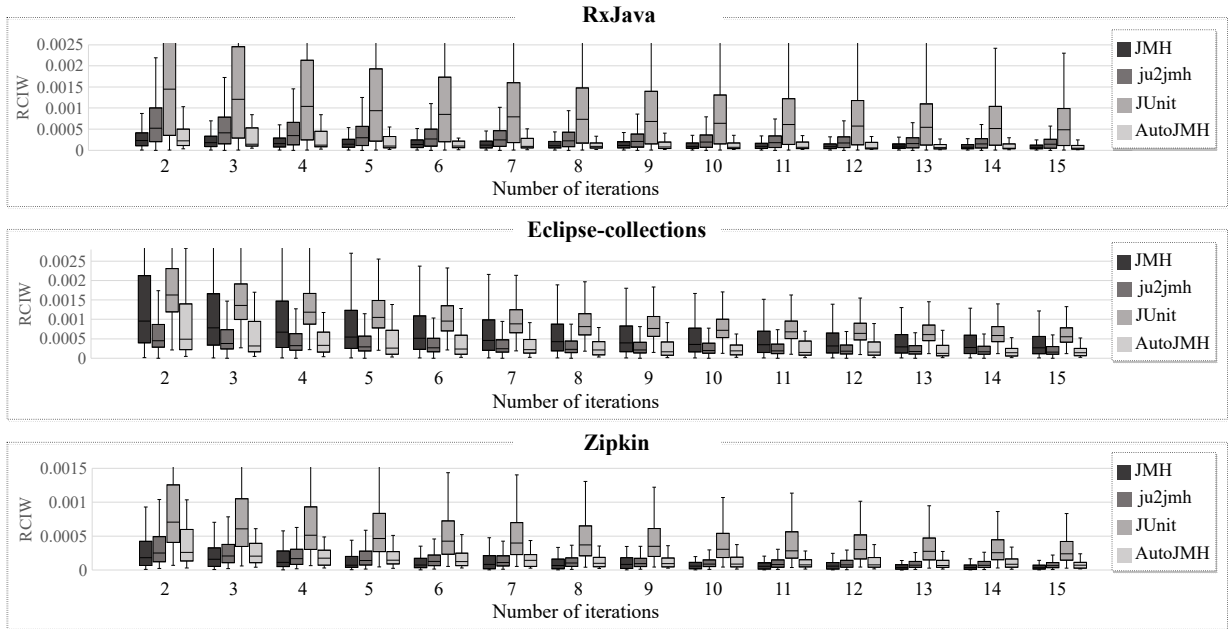 RxJava
RCIW
0.0025
0.002
0.0015
0.001
0.0005
0
2 3 4 5 6 7 8 9 10 11 12 13 14 15
Number of iterations
JMH
ju2jmh
JUnit
AutoJMH
Eclipse-collections
RCIW
0.0025
0.002
0.0015
0.001
0.0005
0
2 3 4 5 6 7 8 9 10 11 12 13 14 15
Number of iterations
JMH
ju2jmh
JUnit
AutoJMH
Zipkin
RCIW
0.0015
0.001
0.0005
0
2 3 4 5 6 7 8 9 10 11 12 13 14 15
Number of iterations
JMH
ju2jmh
JUnit
AutoJMH